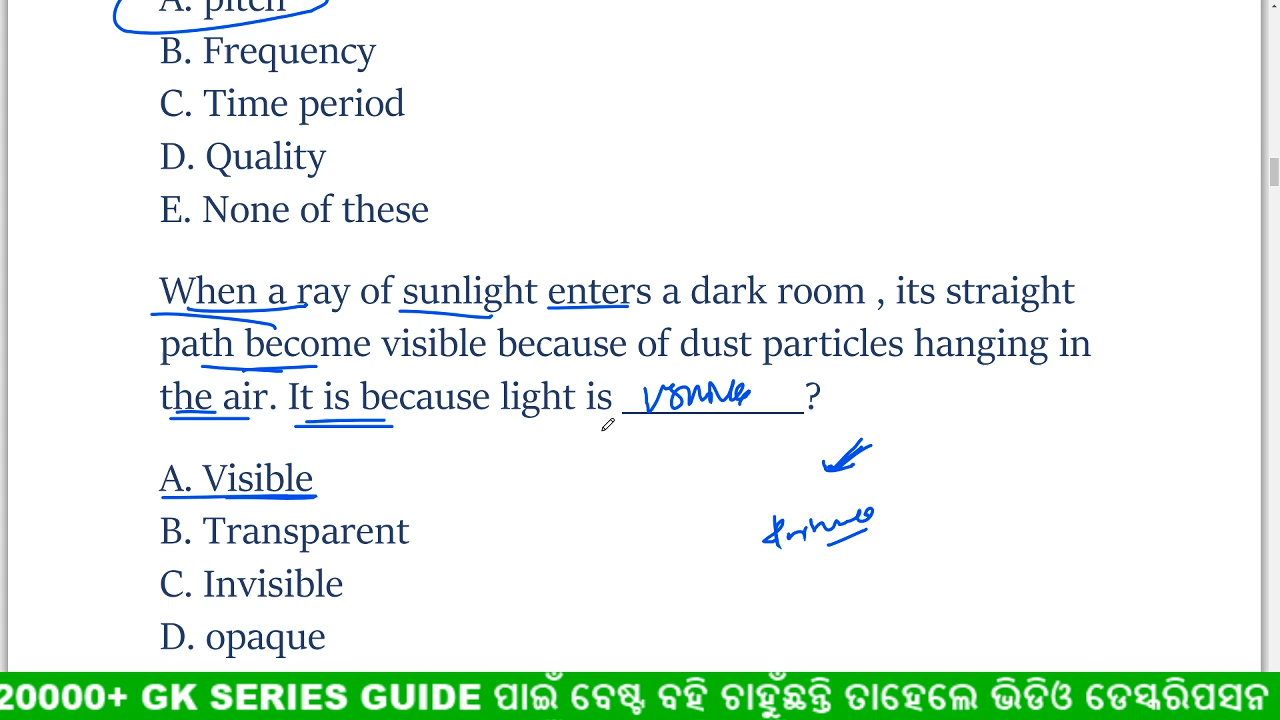 A. pitch
B. Frequency
C. Time period
D. Quality
E. None of these
When a ray of sunlight enters a dark room , its straight
path become visible because of dust particles hanging in
the air. It is because light is __________?
A. Visible
B. Transparent
C. Invisible
D. opaque
20000+ GK SERIES GUIDE ପାଇଁ ବେଷ୍ଟ ବହି ଚାହୁଁଛନ୍ତି ତାହେଲେ ଭିଡିଓ ଡେସ୍କରିପସନ